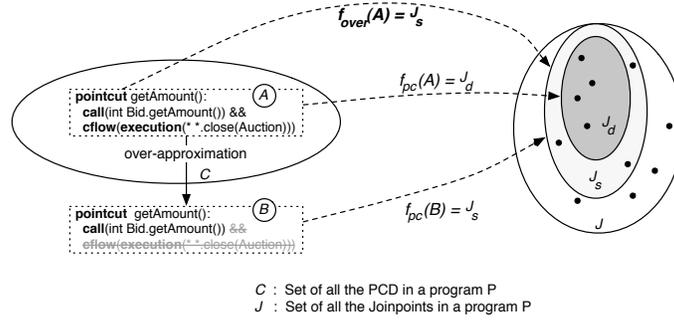 f_over(A) = J_s
pointcut getAmount():
call(int Bid.getAmount()) &&
cflow(execution(* *.close(Auction)))
A
f_pc(A) = J_d
over-approximation
C
pointcut getAmount():
call(int Bid.getAmount()) &&
cflow(execution(* *.close(Auction)))
B
f_pc(B) = J_s
J_d
J_s
J
C : Set of all the PCD in a program P
J : Set of all the Joinpoints in a program P